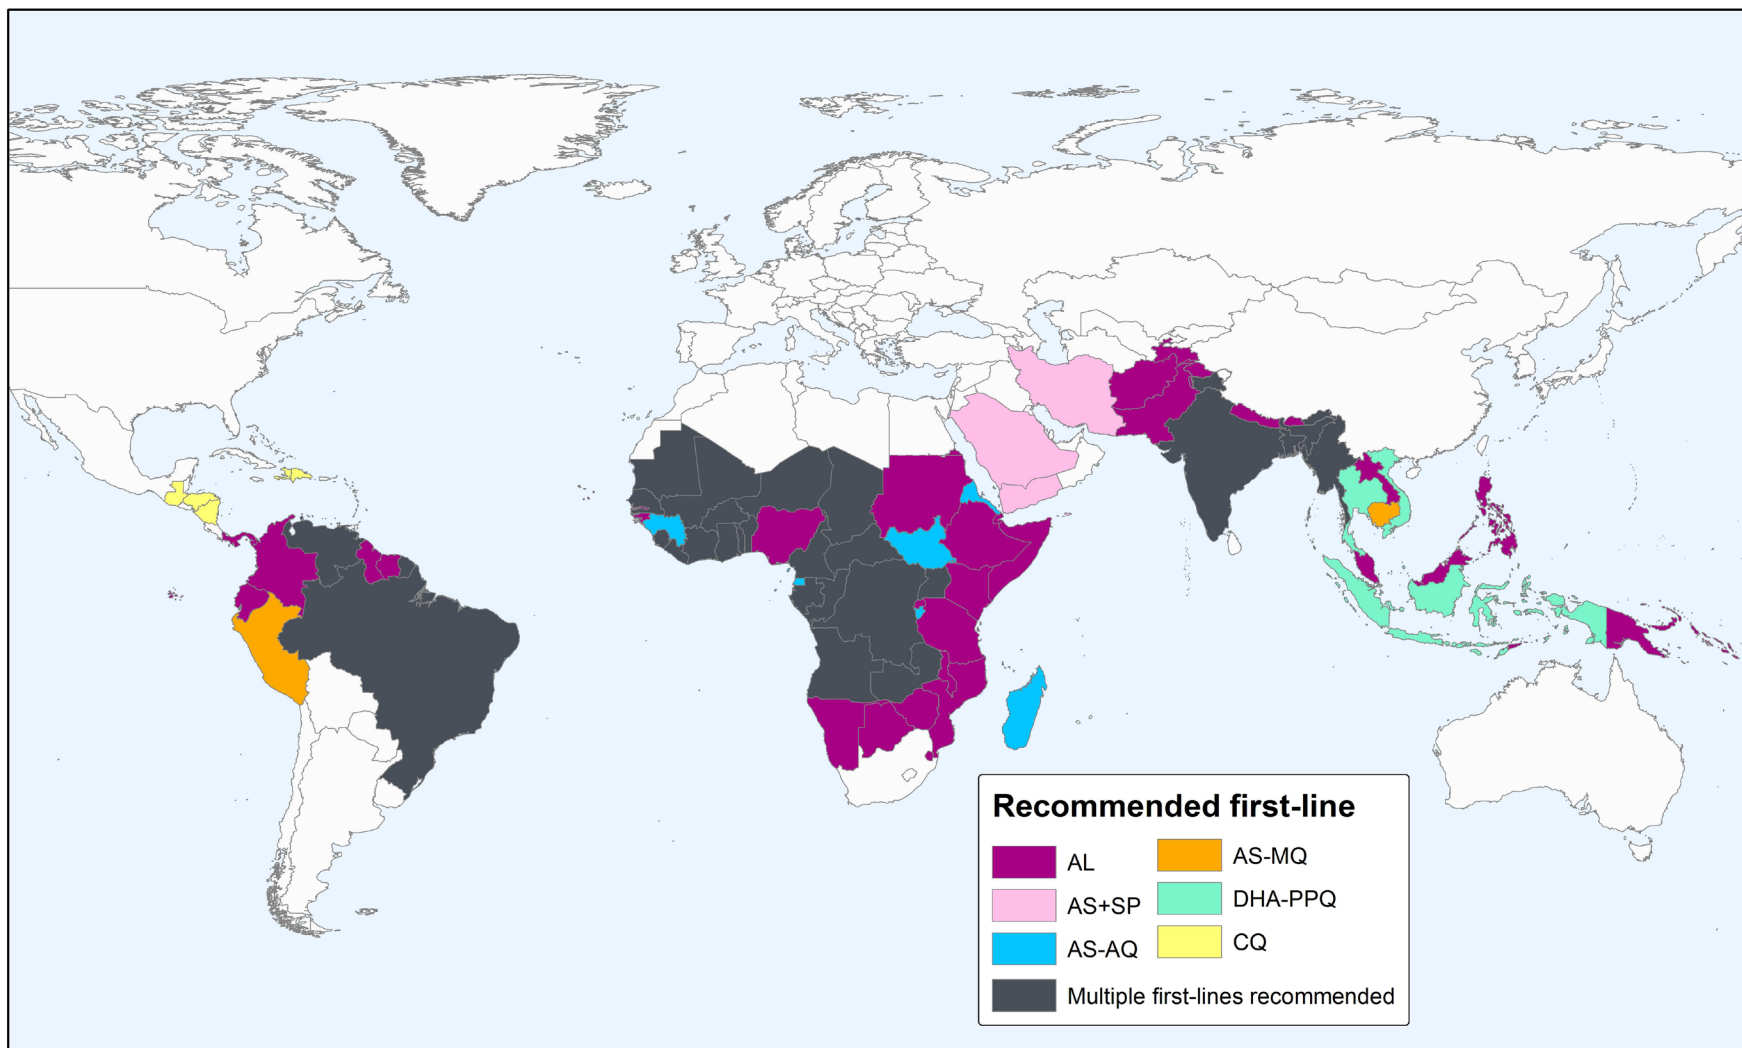 Recommended first-line
AL
AS+SP
AS-AQ
AS-MQ
DHA-PPQ
CQ
Multiple first-lines recommended